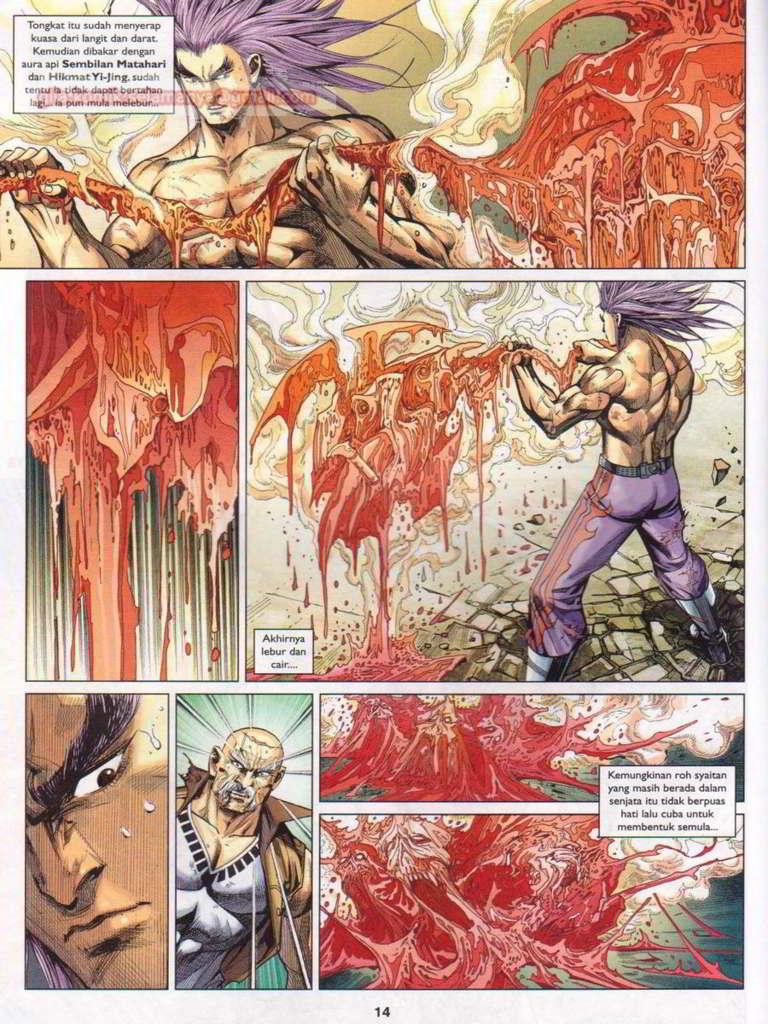 Tongkat itu sudah menyerap
kuasa dari langit dan darat.
Kemudian dibakar dengan
aura api Sembilan Matahari
dan Hikmat Yi-Jing, sudah
tentu ia tidak dapat bertahan
lagi... ia pun mula melebur...
Akhirnya
lebur dan
cair....
Kemungkinan roh syaitan
yang masih berada dalam
senjata itu tidak berpuas
hati lalu cuba untuk
membentuk semula...
14